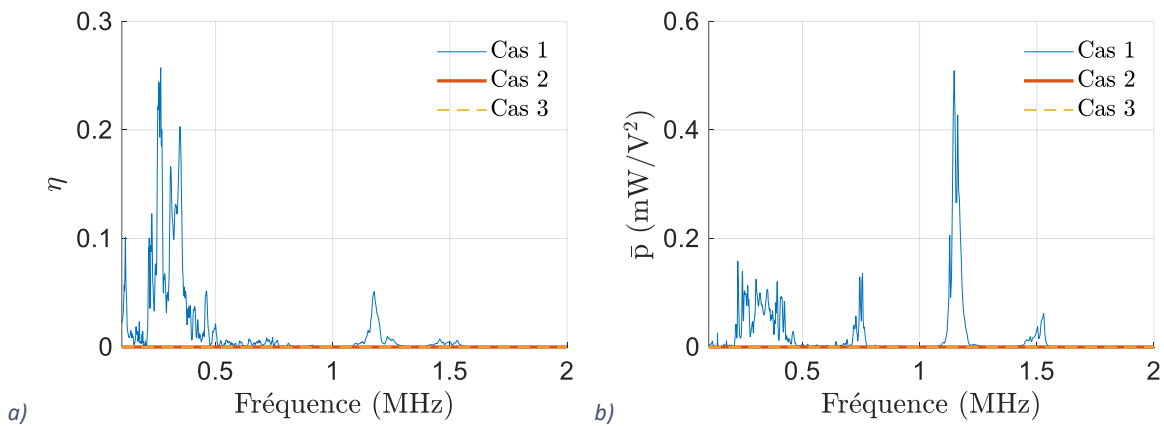 0.3
0.2
0.1
0
η
Cas 1
Cas 2
Cas 3
0.5
1
1.5
2
Fréquence (MHz)
a)
0.6
0.4
0.2
0
p̄ (mW/V²)
Cas 1
Cas 2
Cas 3
0.5
1
1.5
2
Fréquence (MHz)
b)